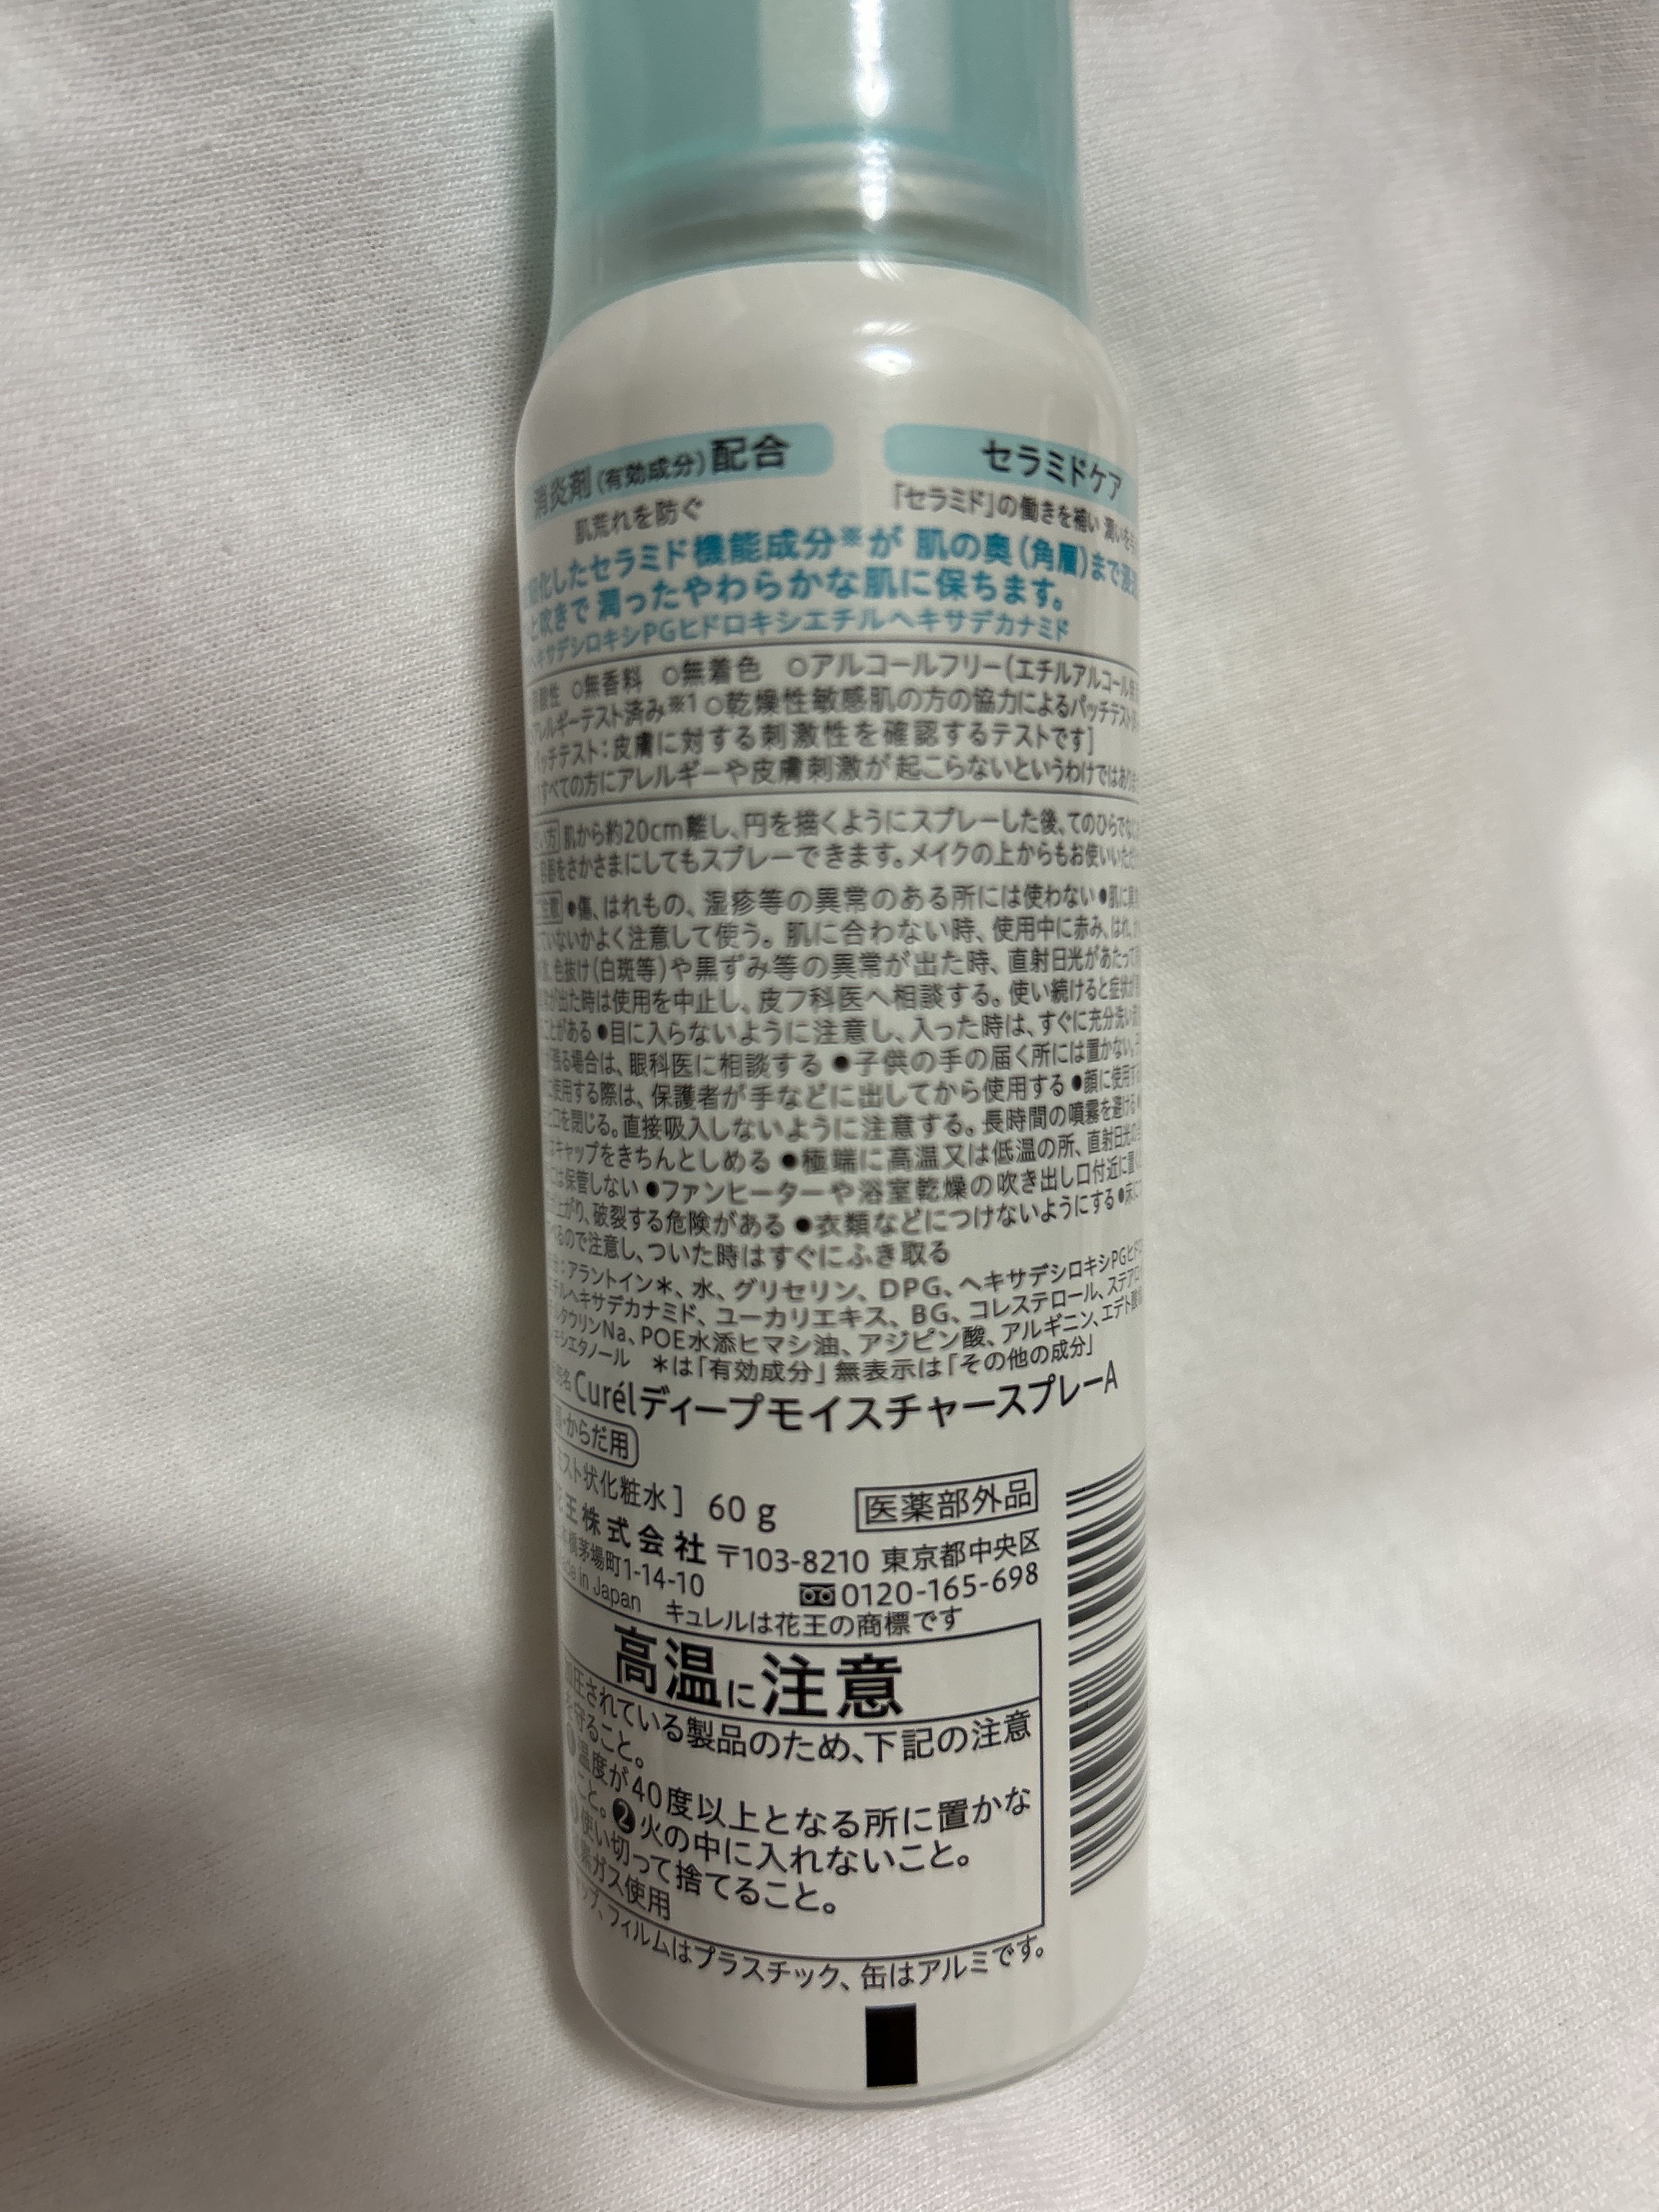 消炎剤(有効成分)配合
セラミドケア
肌荒れを防ぐ
「セラミド」の働きを補い 潤いを
化したセラミド機能成分※が 肌の奥(角層)まで浸
吹きで 潤ったやわらかな肌に保ちます。
キサデシロキシPGヒドロキシエチルヘキサデカナミド
酸性 ○無香料 ○無着色 ○アルコールフリー(エチルアルコール
アレルギーテスト済み※1 ○乾燥性敏感肌の方の協力によるパッチテスト
パッチテスト:皮膚に対する刺激性を確認するテストです]
すべての方にアレルギーや皮膚刺激が起こらないというわけではあり
い方 肌から約20cm離し、円を描くようにスプレーした後、てのひらで
器をさかさまにしてもスプレーできます。メイクの上からもお使いいただ
注意 ●傷、はれもの、湿疹等の異常のある所には使わない●肌に異
ていないかよく注意して使う。肌に合わない時、使用中に赤み、はれ、
色抜け(白斑等)や黒ずみ等の異常が出た時、直射日光があたって
が出た時は使用を中止し、皮フ科医へ相談する。使い続けると症状が
ことがある●目に入らないように注意し、入った時は、すぐに充分洗い
残る場合は、眼科医に相談する●子供の手の届く所には置かない。
使用する際は、保護者が手などに出してから使用する●顔に使用す
口を閉じる。直接吸入しないように注意する。長時間の噴霧を避ける
キャップをきちんとしめる●極端に高温又は低温の所、直射日光の
は保管しない●ファンヒーターや浴室乾燥の吹き出し口付近に置く
上がり、破裂する危険がある●衣類などにつけないようにする●床に
るので注意し、ついた時はすぐにふき取る
アラントイン＊、水、グリセリン、DPG、ヘキサデシロキシPGヒド
チルヘキサデカナミド、ユーカリエキス、BG、コレステロール、ステアロ
タウリンNa、POE水添ヒマシ油、アジピン酸、アルギニン、エデト酸
シエタノール ＊は「有効成分」無表示は「その他の成分」
名 Curélディープモイスチャースプレーa
・からだ用
スト状化粧水] 60g 医薬部外品
王株式会社 〒103-8210 東京都中央区
橋茅場町1-14-10 0120-165-698
in Japan キュレルは花王の商標です
高温に注意
圧されている製品のため、下記の注意
を守ること。
温度が40度以上となる所に置かな
こと。❷火の中に入れないこと。
使い切って捨てること。
ガス使用
プ、フィルムはプラスチック、缶はアルミです。